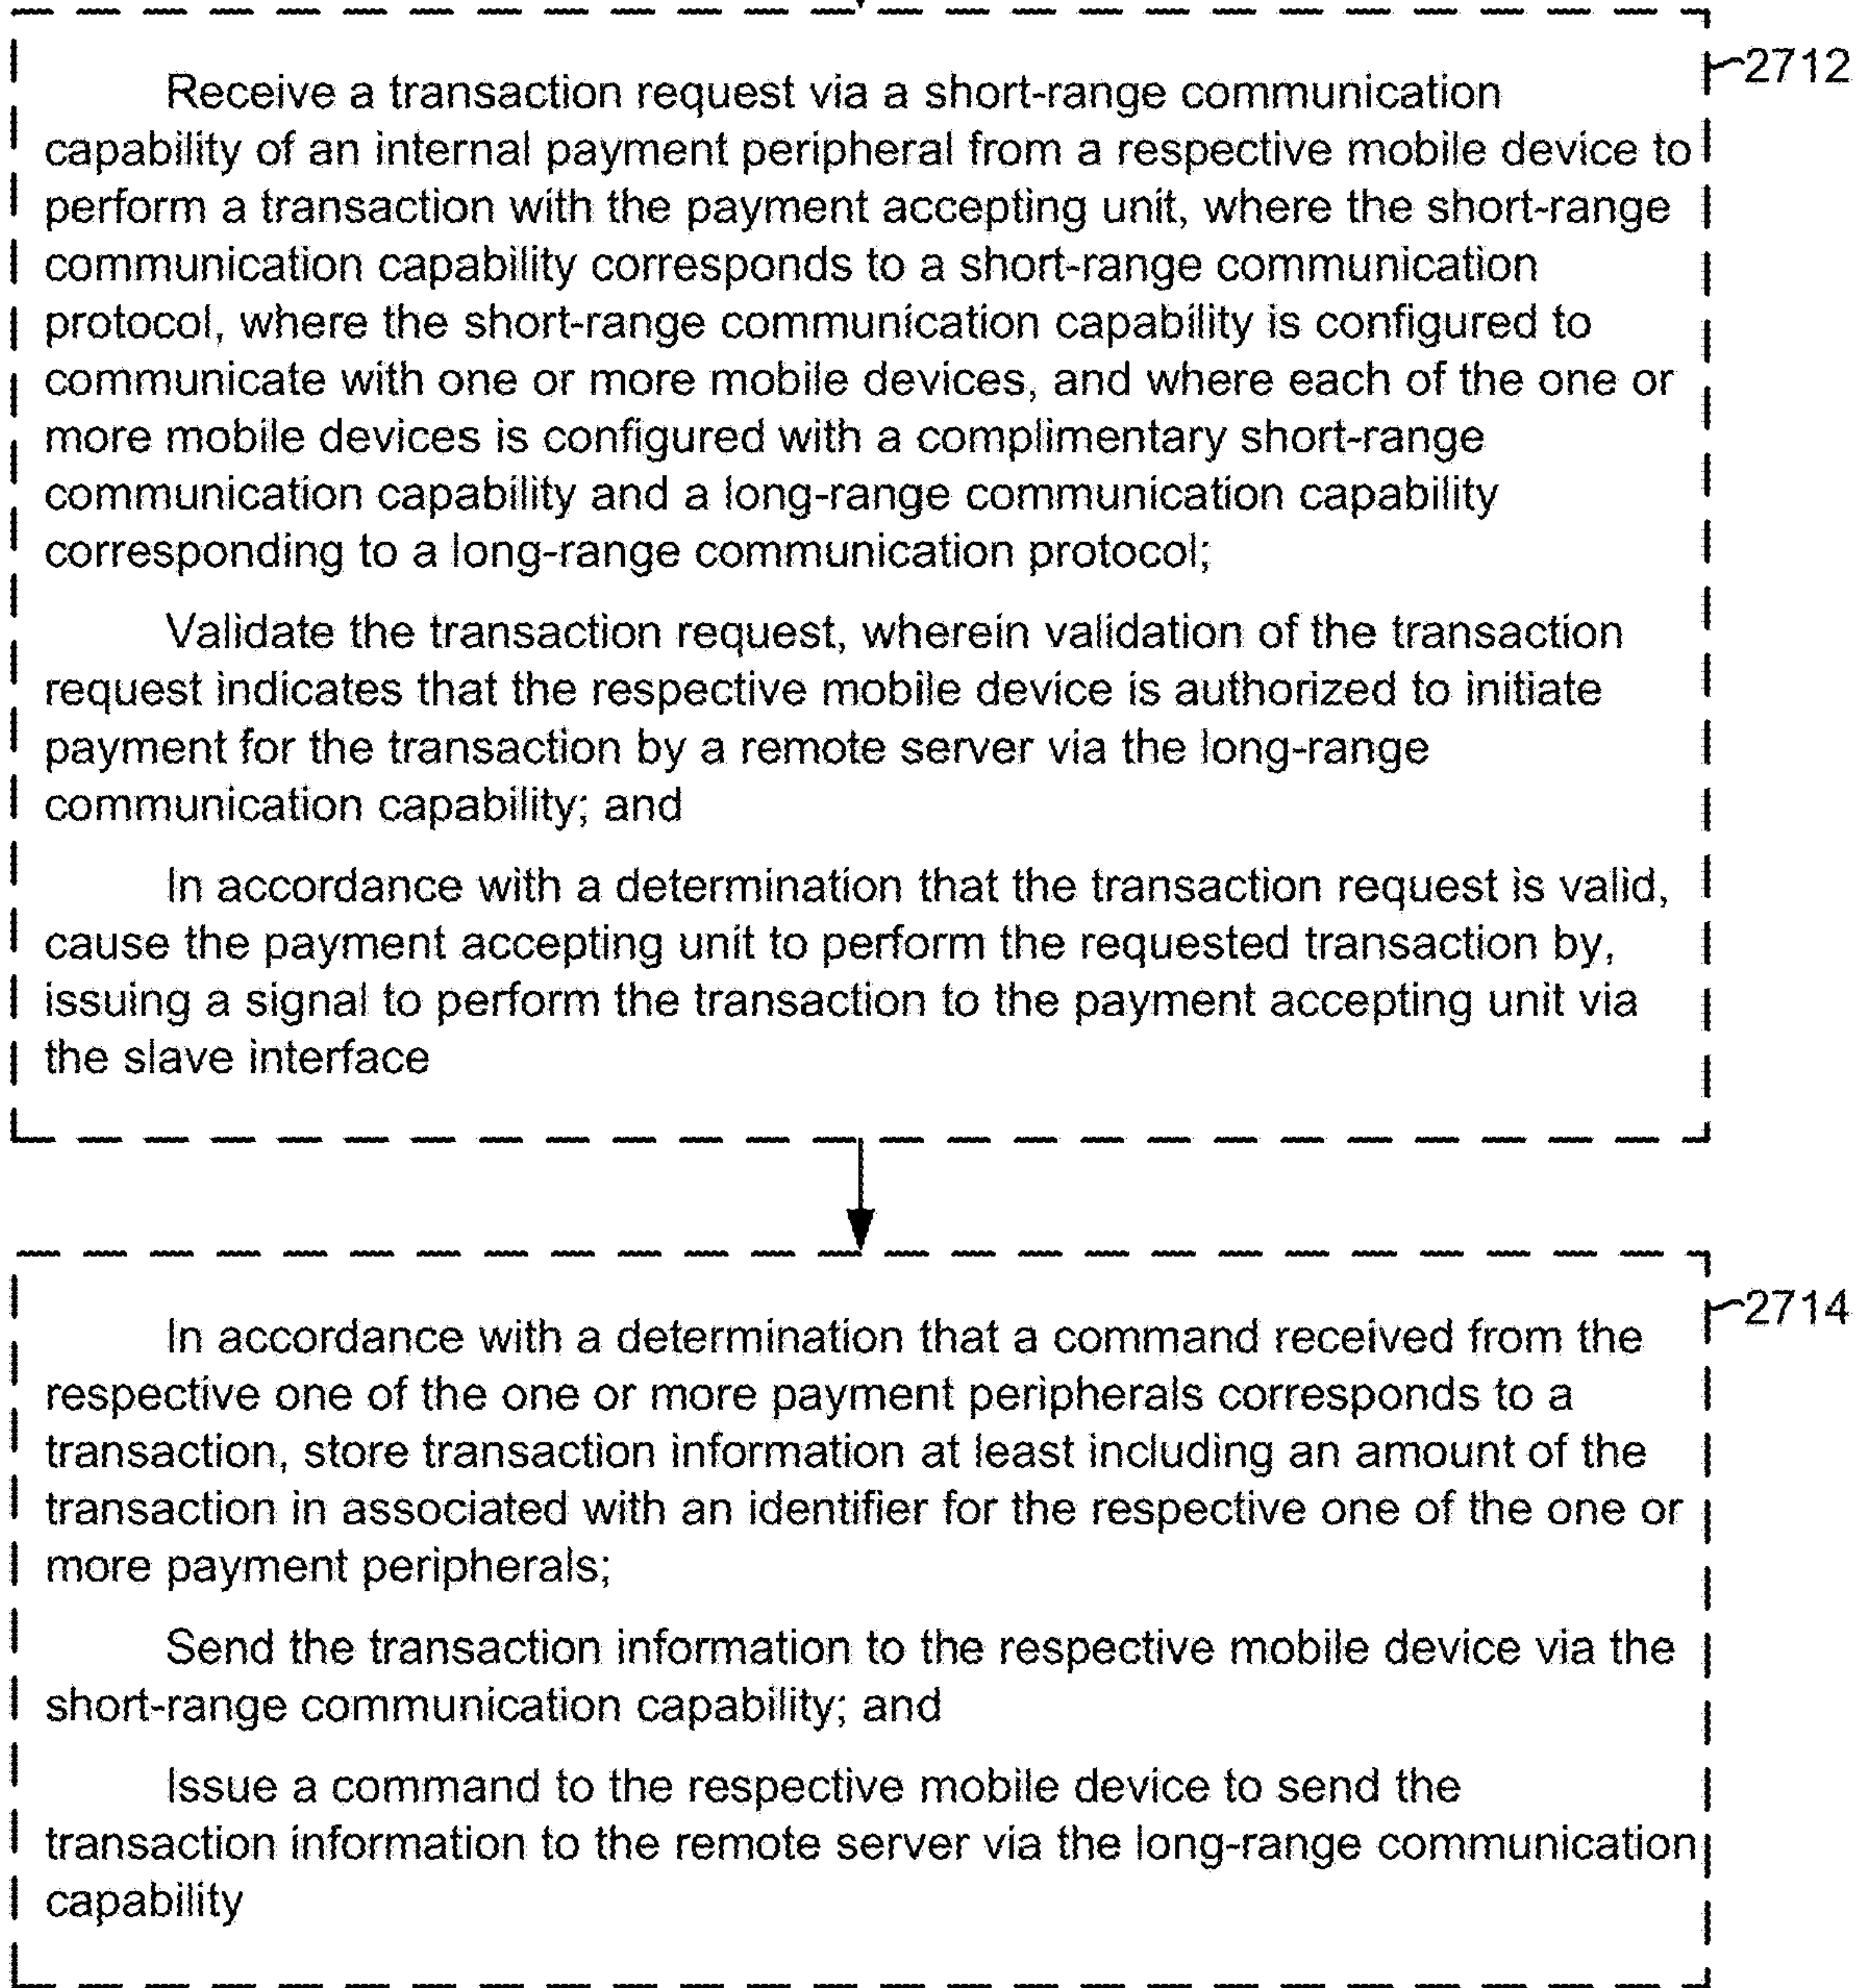 2712
Receive a transaction request via a short-range communication
capability of an internal payment peripheral from a respective mobile device to
perform a transaction with the payment accepting unit, where the short-range
communication capability corresponds to a short-range communication
protocol, where the short-range communication capability is configured to
communicate with one or more mobile devices, and where each of the one or
more mobile devices is configured with a complimentary short-range
communication capability and a long-range communication capability
corresponding to a long-range communication protocol;
Validate the transaction request, wherein validation of the transaction
request indicates that the respective mobile device is authorized to initiate
payment for the transaction by a remote server via the long-range
communication capability; and
In accordance with a determination that the transaction request is valid,
cause the payment accepting unit to perform the requested transaction by,
issuing a signal to perform the transaction to the payment accepting unit via
the slave interface
2714
In accordance with a determination that a command received from the
respective one of the one or more payment peripherals corresponds to a
transaction, store transaction information at least including an amount of the
transaction in associated with an identifier for the respective one of the one or
more payment peripherals;
Send the transaction information to the respective mobile device via the
short-range communication capability; and
Issue a command to the respective mobile device to send the
transaction information to the remote server via the long-range communication
capability